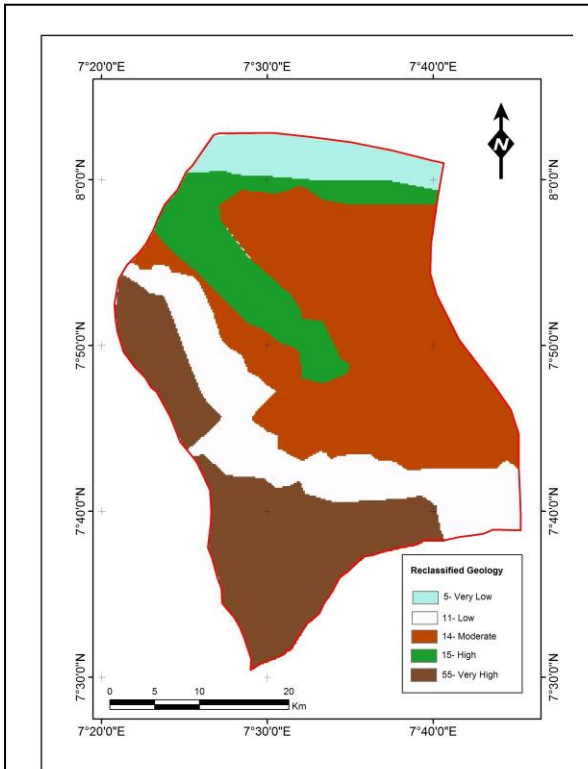 7°20'0"E 7°30'0"E 7°40'0"E
N
8°0'0"N 8°0'0"N
7°50'0"N 7°50'0"N
7°40'0"N 7°40'0"N
7°30'0"N 7°30'0"N
Reclassified Geology
5- Very Low
11- Low
14- Moderate
15- High
55- Very High
0 5 10 20
Km
7°20'0"E 7°30'0"E 7°40'0"E